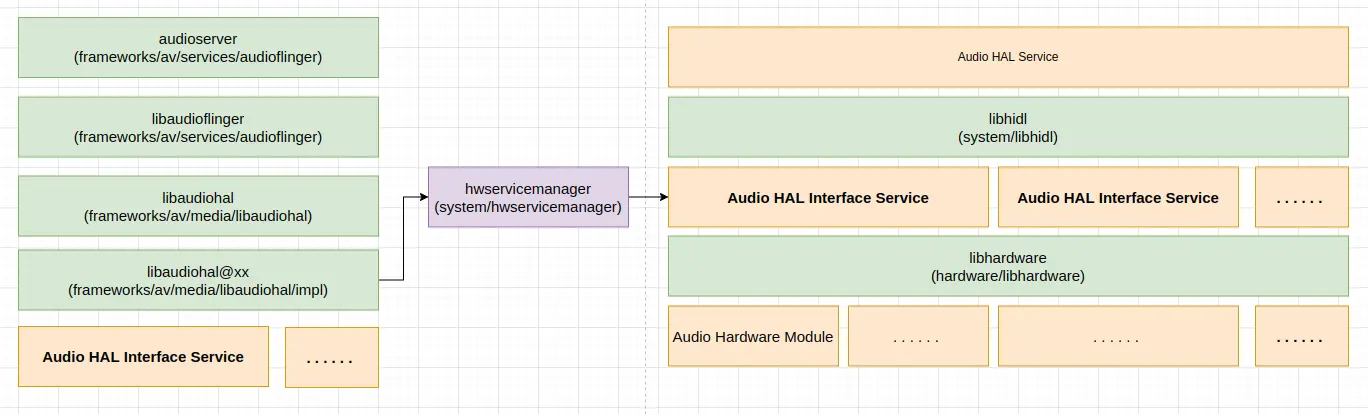 audioserver
(frameworks/av/services/audioflinger)
libaudioflinger
(frameworks/av/services/audioflinger)
libaudiohal
(frameworks/av/media/libaudiohal)
libaudiohal@xx
(frameworks/av/media/libaudiohal/impl)
Audio HAL Interface Service
. . . . . .
hwservicemanager
(system/hwservicemanager)
Audio HAL Service
libhidl
(system/libhidl)
Audio HAL Interface Service
Audio HAL Interface Service
. . . . . .
libhardware
(hardware/libhardware)
Audio Hardware Module
. . . . . .
. . . . . .
. . . . . .